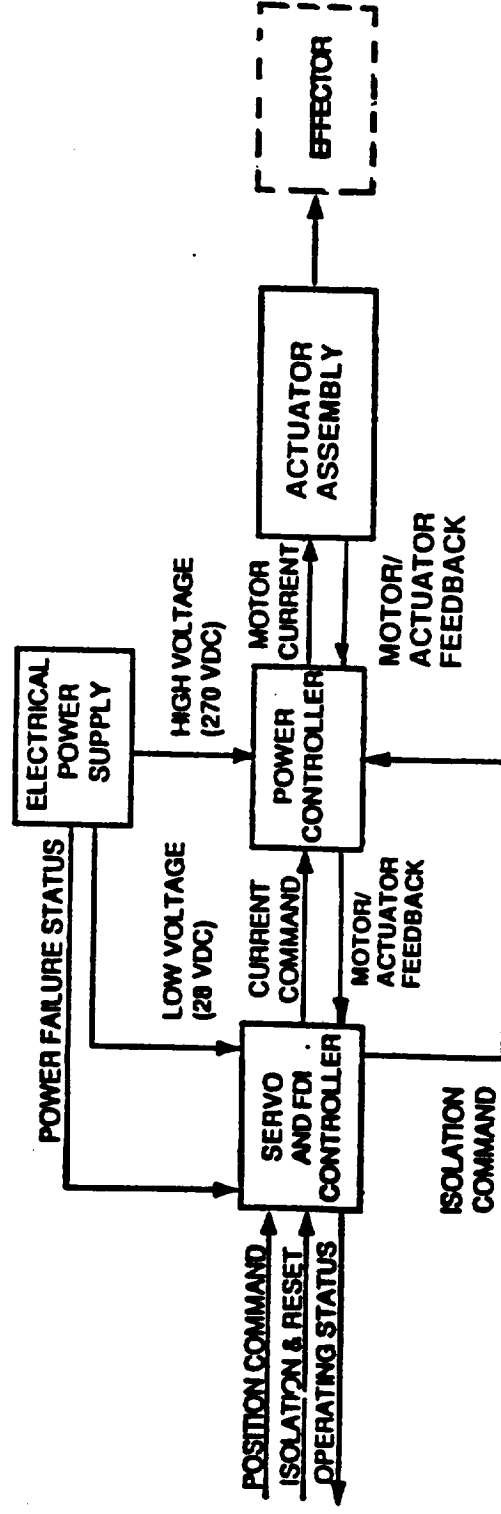 POWER FAILURE STATUS
ELECTRICAL
POWER
SUPPLY
LOW VOLTAGE
(28 VDC)
HIGH VOLTAGE
(270 VDC)
POSITION COMMAND
ISOLATION & RESET
OPERATING STATUS
SERVO
AND FDI
CONTROLLER
CURRENT
COMMAND
MOTOR/
ACTUATOR
FEEDBACK
POWER
CONTROLLER
MOTOR
CURRENT
MOTOR/
ACTUATOR
FEEDBACK
ACTUATOR
ASSEMBLY
EFFECTOR
ISOLATION
COMMAND